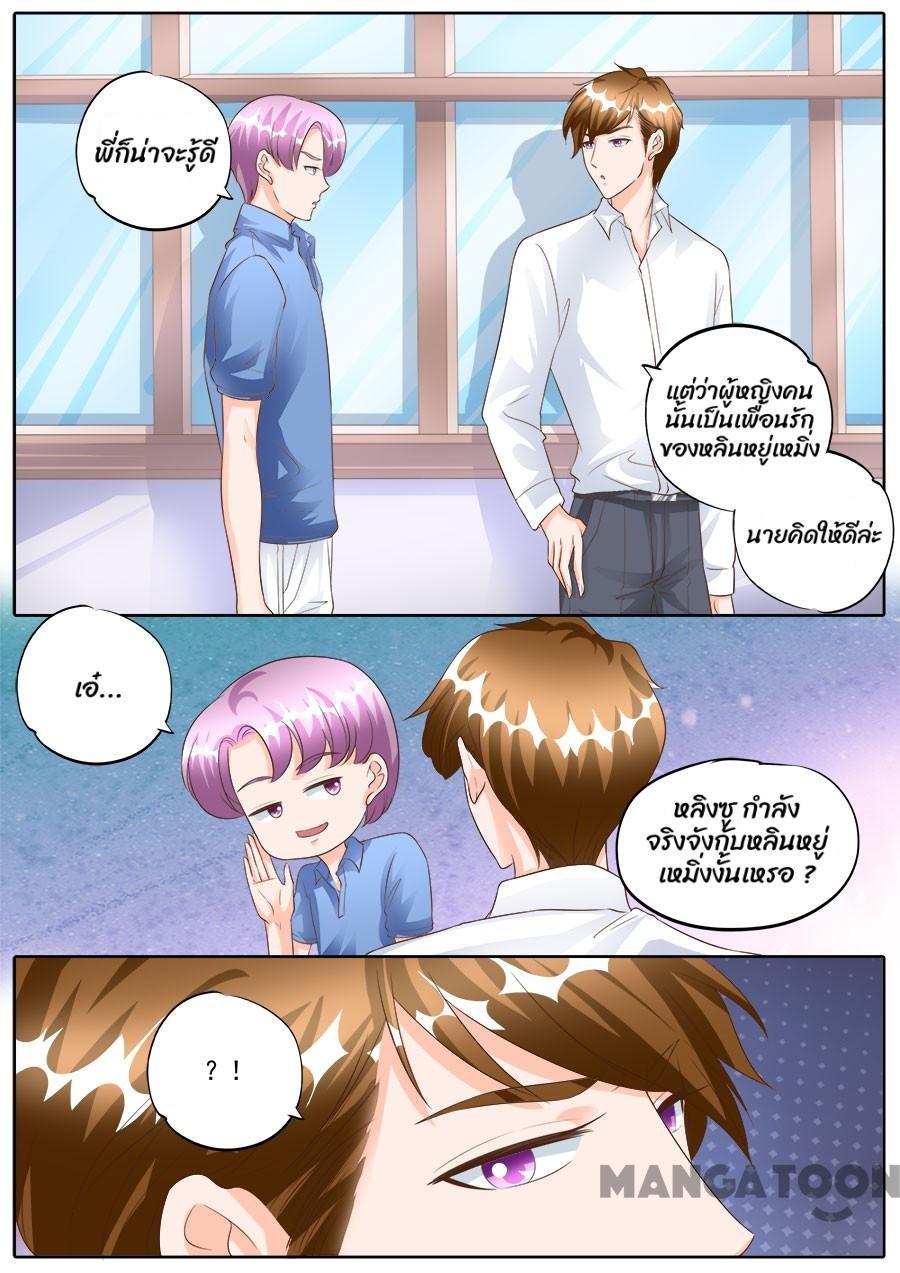 พี่ก็น่าจะรู้ดี
แต่ว่าผู้หญิงคน
นั้นเป็นเพื่อนรัก
ของหลินหยู่เหมิ่ง
นายคิดให้ดีล่ะ
เอ๋...
หลิงซู กำลัง
จริงจังกับหลินหยู่
เหมิ่งงั้นเหรอ ?
? !
MANGATOON